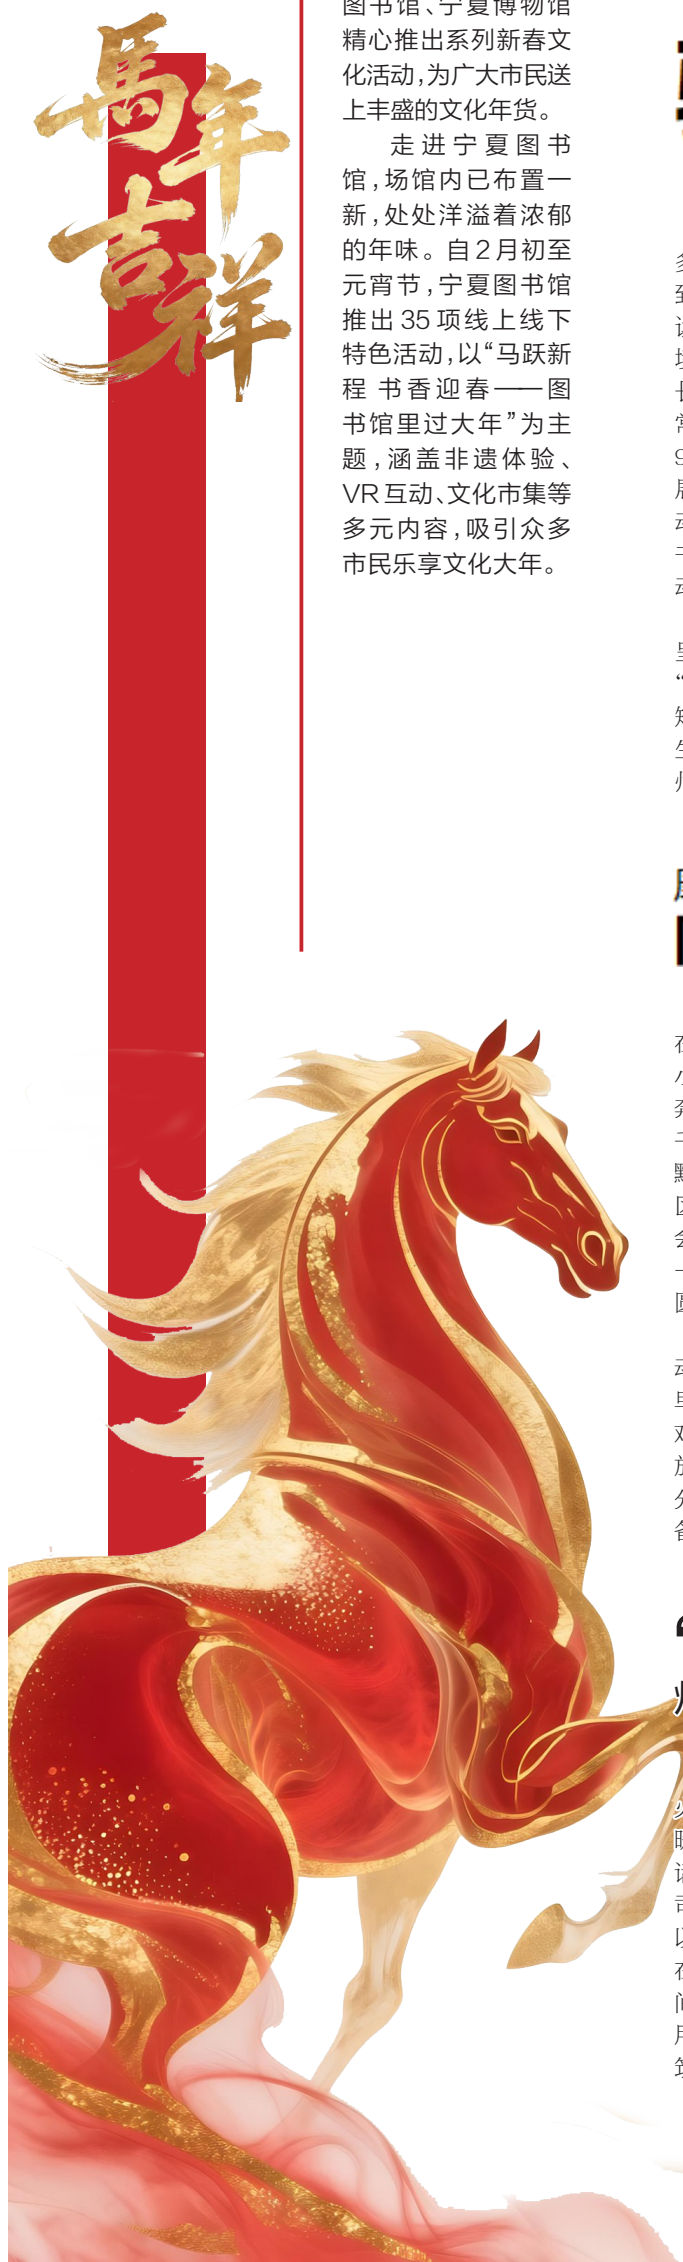 馬年
吉祥
图书馆、宁夏博物馆
精心推出系列新春文
化活动,为广大市民送
上丰盛的文化年货。
走进宁夏图书
馆,场馆内已布置一
新,处处洋溢着浓郁
的年味。自2月初至
元宵节,宁夏图书馆
推出35项线上线下
特色活动,以“马跃新
程 书香迎春——图
书馆里过大年”为主
题,涵盖非遗体验、
VR互动、文化市集等
多元内容,吸引众多
市民乐享文化大年。